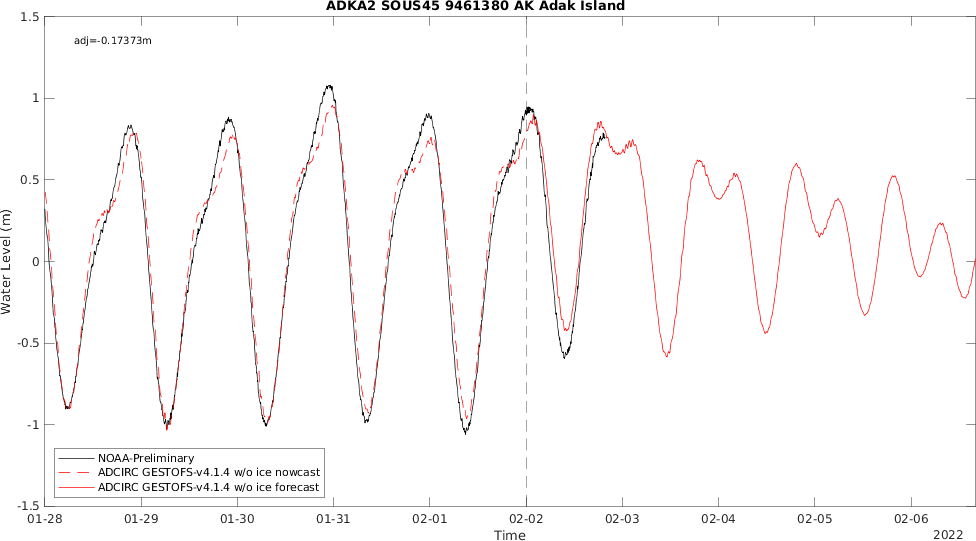 ADKA2 SOUS45 9461380 AK Adak Island
1.5
adj=-0.17373m
1
0.5
0
-0.5
-1
-1.5
Water Level (m)
NOAA-Preliminary
ADCIRC GESTOFS-v4.1.4 w/o ice nowcast
ADCIRC GESTOFS-v4.1.4 w/o ice forecast
01-28 01-29 01-30 01-31 02-01 02-02 02-03 02-04 02-05 02-06
Time
2022